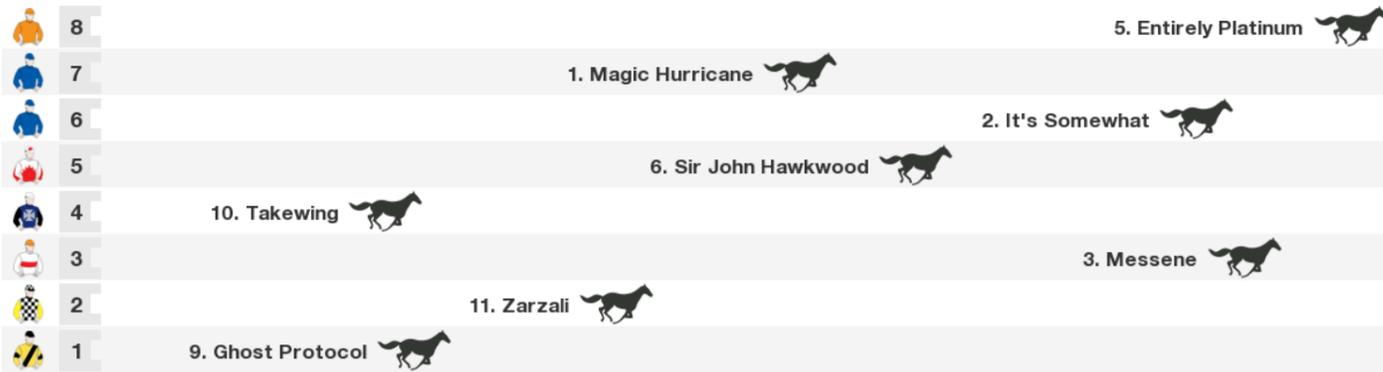 8 5. Entirely Platinum
7 1. Magic Hurricane
6 2. It's Somewhat
5 6. Sir John Hawkwood
4 10. Takewing
3 3. Messene
2 11. Zarzali
1 9. Ghost Protocol